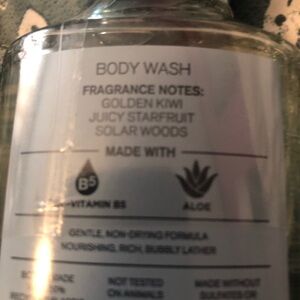 BODY WASH
FRAGRANCE NOTES:
GOLDEN KIWI
JUICY STARFRUIT
SOLAR WOODS
MADE WITH
B5
-VITAMIN B5
ALOE
GENTLE, NON-DRYING FORMULA
NOURISHING, RICH, BUBBLY LATHER
NOT TESTED
ON ANIMALS
MADE WITHOUT